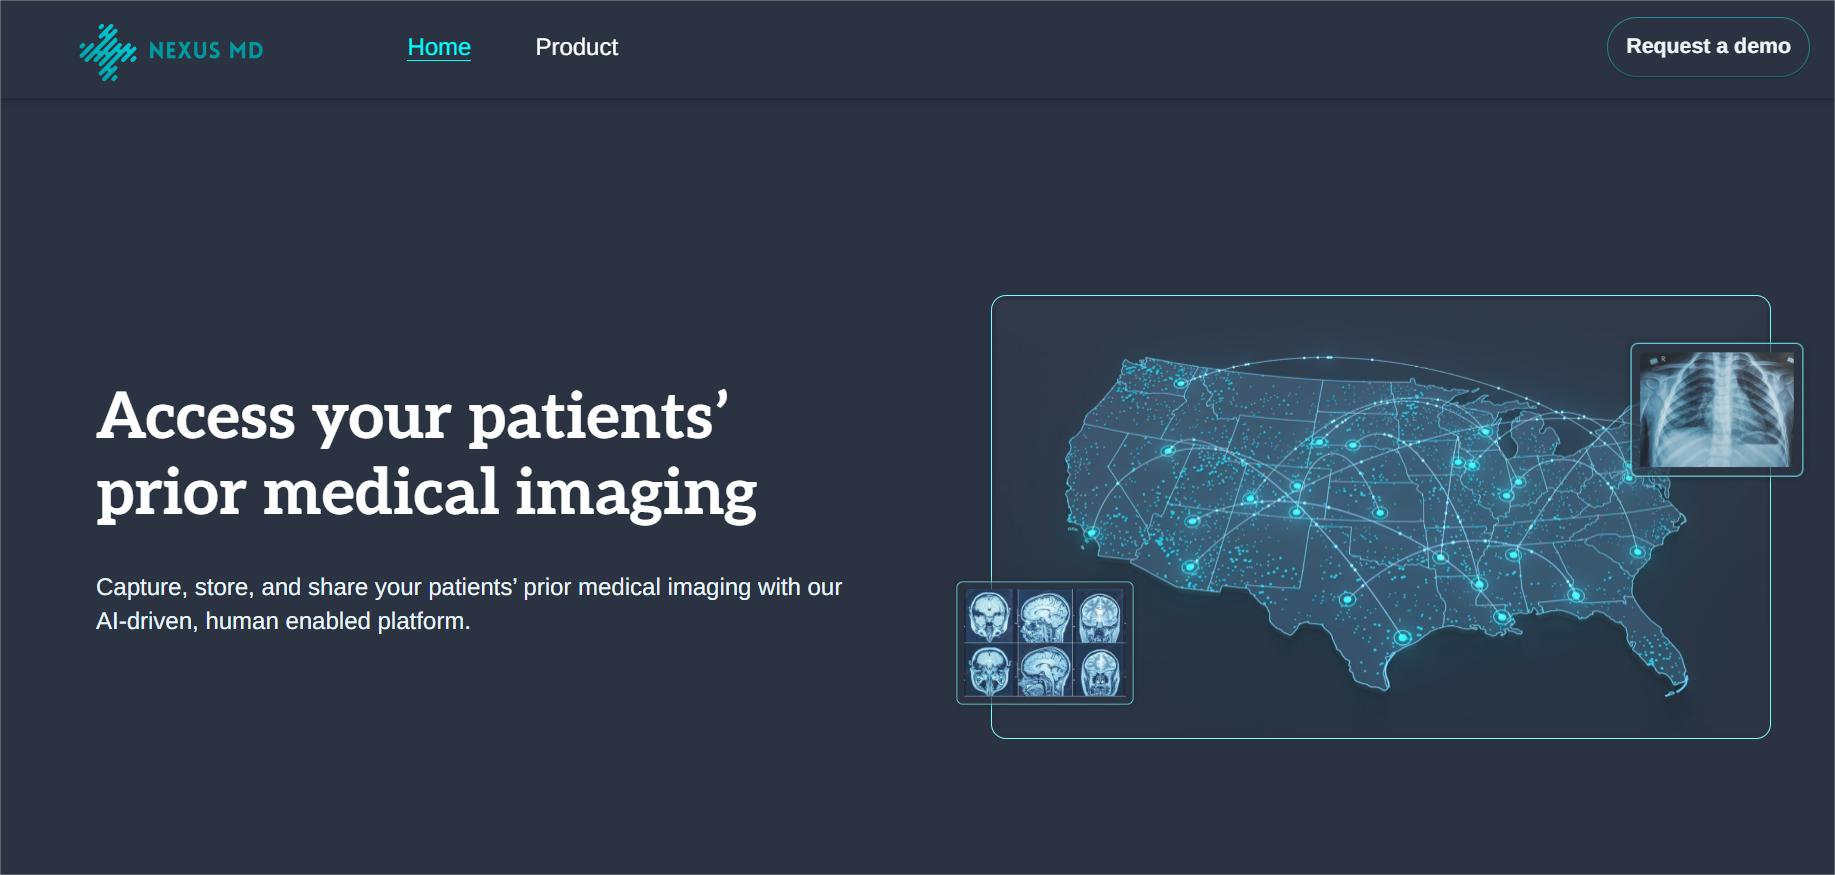 NEXUS MD
Home
Product
Request a demo
Access your patients’
prior medical imaging
Capture, store, and share your patients’ prior medical imaging with our
AI-driven, human enabled platform.
R